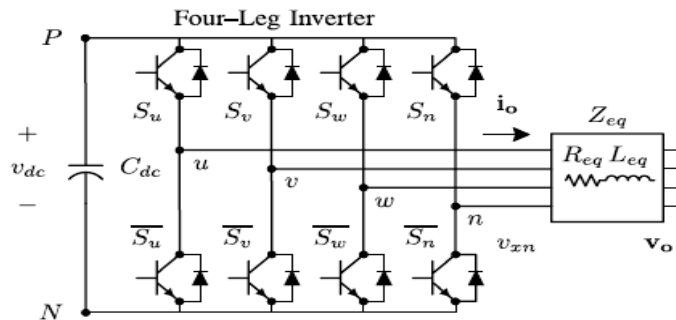 Four–Leg Inverter
P
S_u S_v S_w S_n
i_o
Z_eq
+
v_dc
−
C_dc
u
v
w
n
R_eq L_eq
S̅_u̅ S̅_v̅ S̅_w̅ S̅_n̅
v_xn
v_o
N